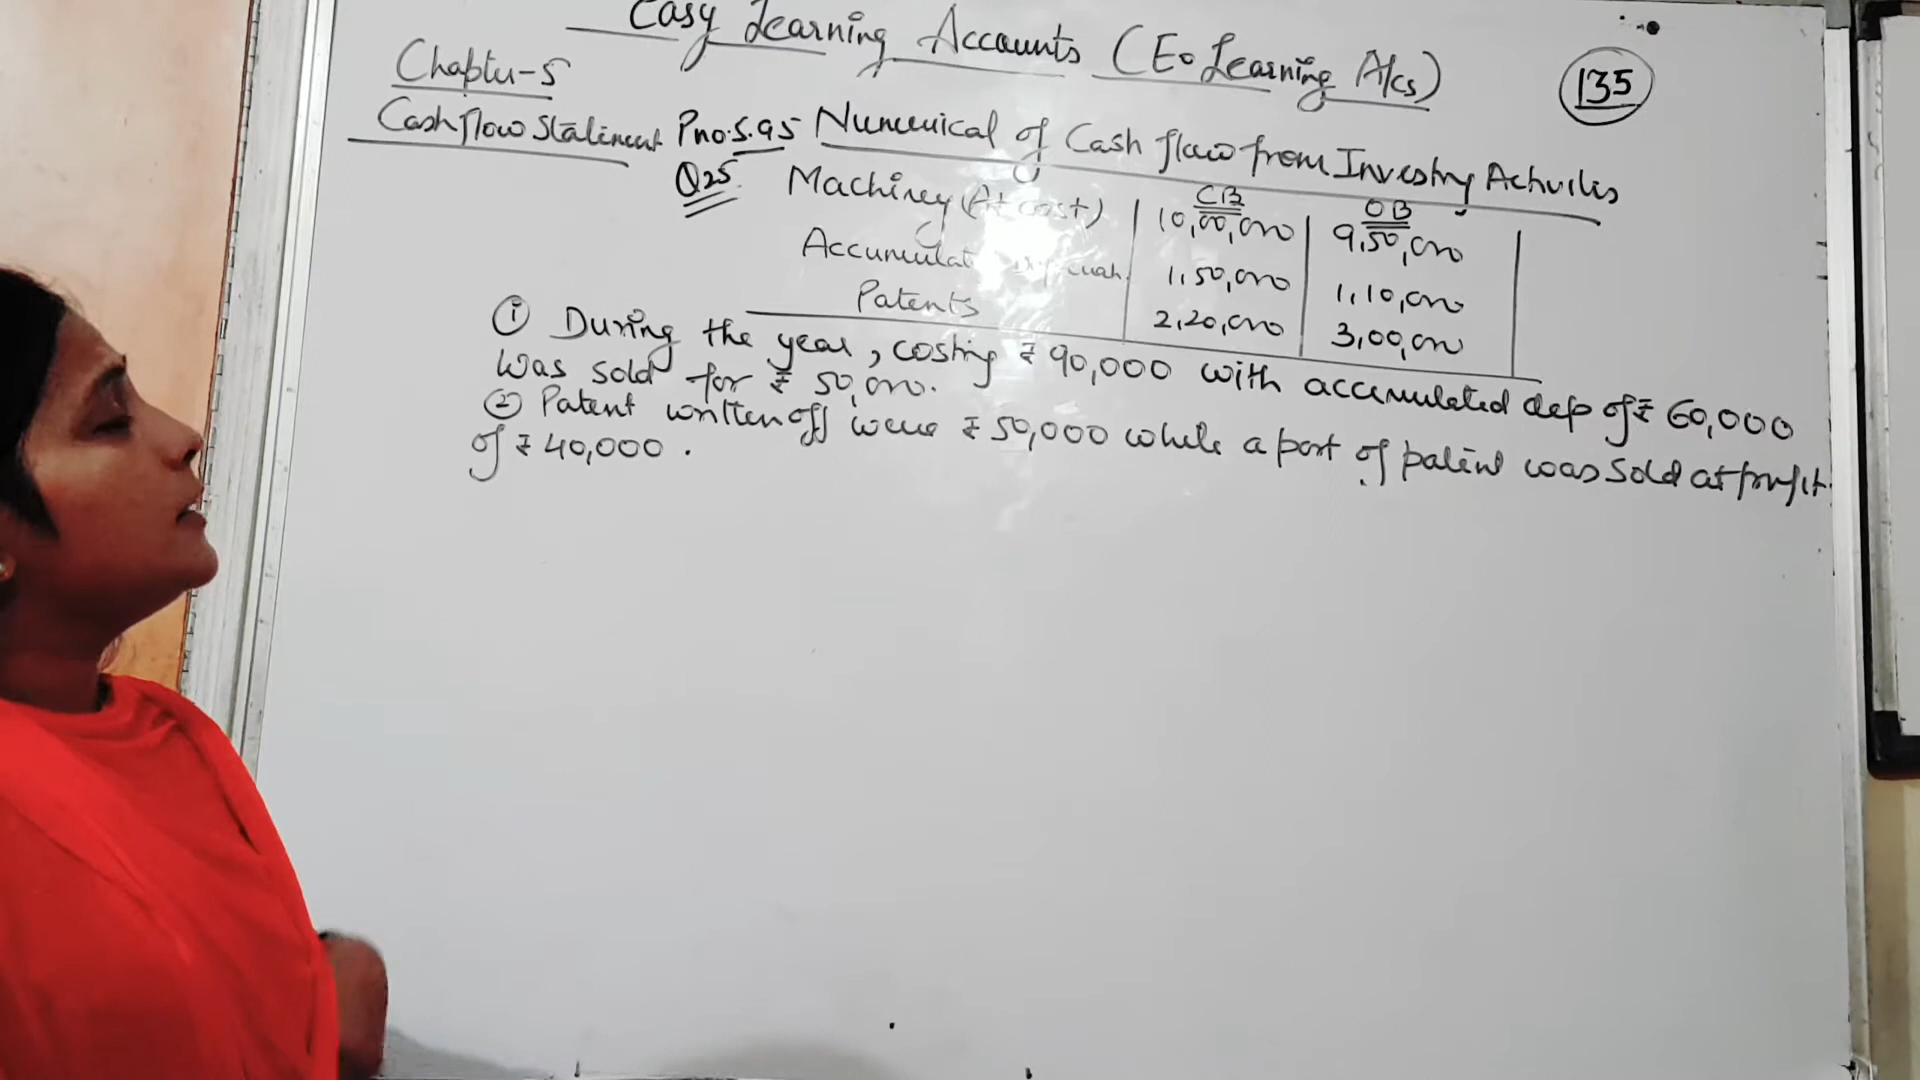 Easy Learning Accounts (E. Learning A/cs)
135
Chapter-5
Cash flow Statement P no. 5.95 Numerical of Cash flow from Investing Activities
Q25
CB OB
Machinery (At cost) 10,00,000 9,50,000
1,50,000 1,10,000
Patents 2,20,000 3,00,000
① During the year, costing ₹ 90,000 with accumulated dep of ₹ 60,000
was sold for ₹ 50,000.
② Patent written off were ₹ 50,000 while a part of patent was sold at profit
of ₹ 40,000.